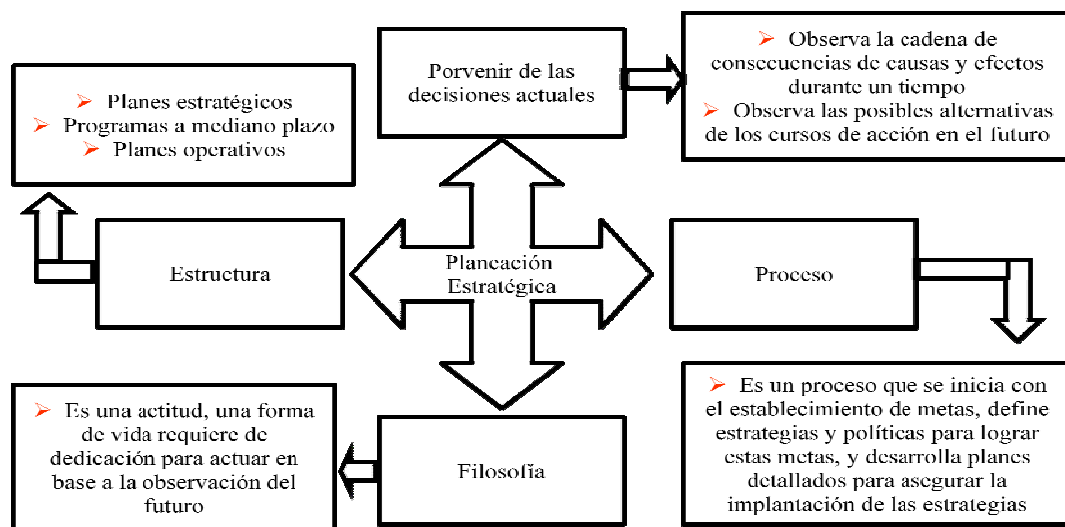 Porvenir de las
decisiones actuales
➢ Observa la cadena de
consecuencias de causas y efectos
durante un tiempo
➢ Observa las posibles alternativas
de los cursos de acción en el futuro
➢ Planes estratégicos
➢ Programas a mediano plazo
➢ Planes operativos
Estructura
Planeación
Estratégica
Proceso
➢ Es una actitud, una forma
de vida requiere de
dedicación para actuar en
base a la observación del
futuro
Filosofía
➢ Es un proceso que se inicia con
el establecimiento de metas, define
estrategias y políticas para lograr
estas metas, y desarrolla planes
detallados para asegurar la
implantación de las estrategias